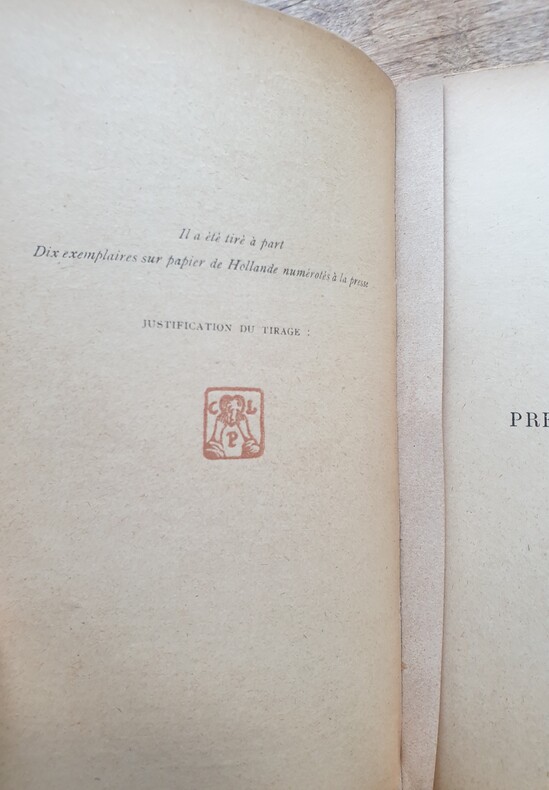 Il a été tiré à part
Dix exemplaires sur papier de Hollande numérotés à la presse
JUSTIFICATION DU TIRAGE :
C L
P
PRE